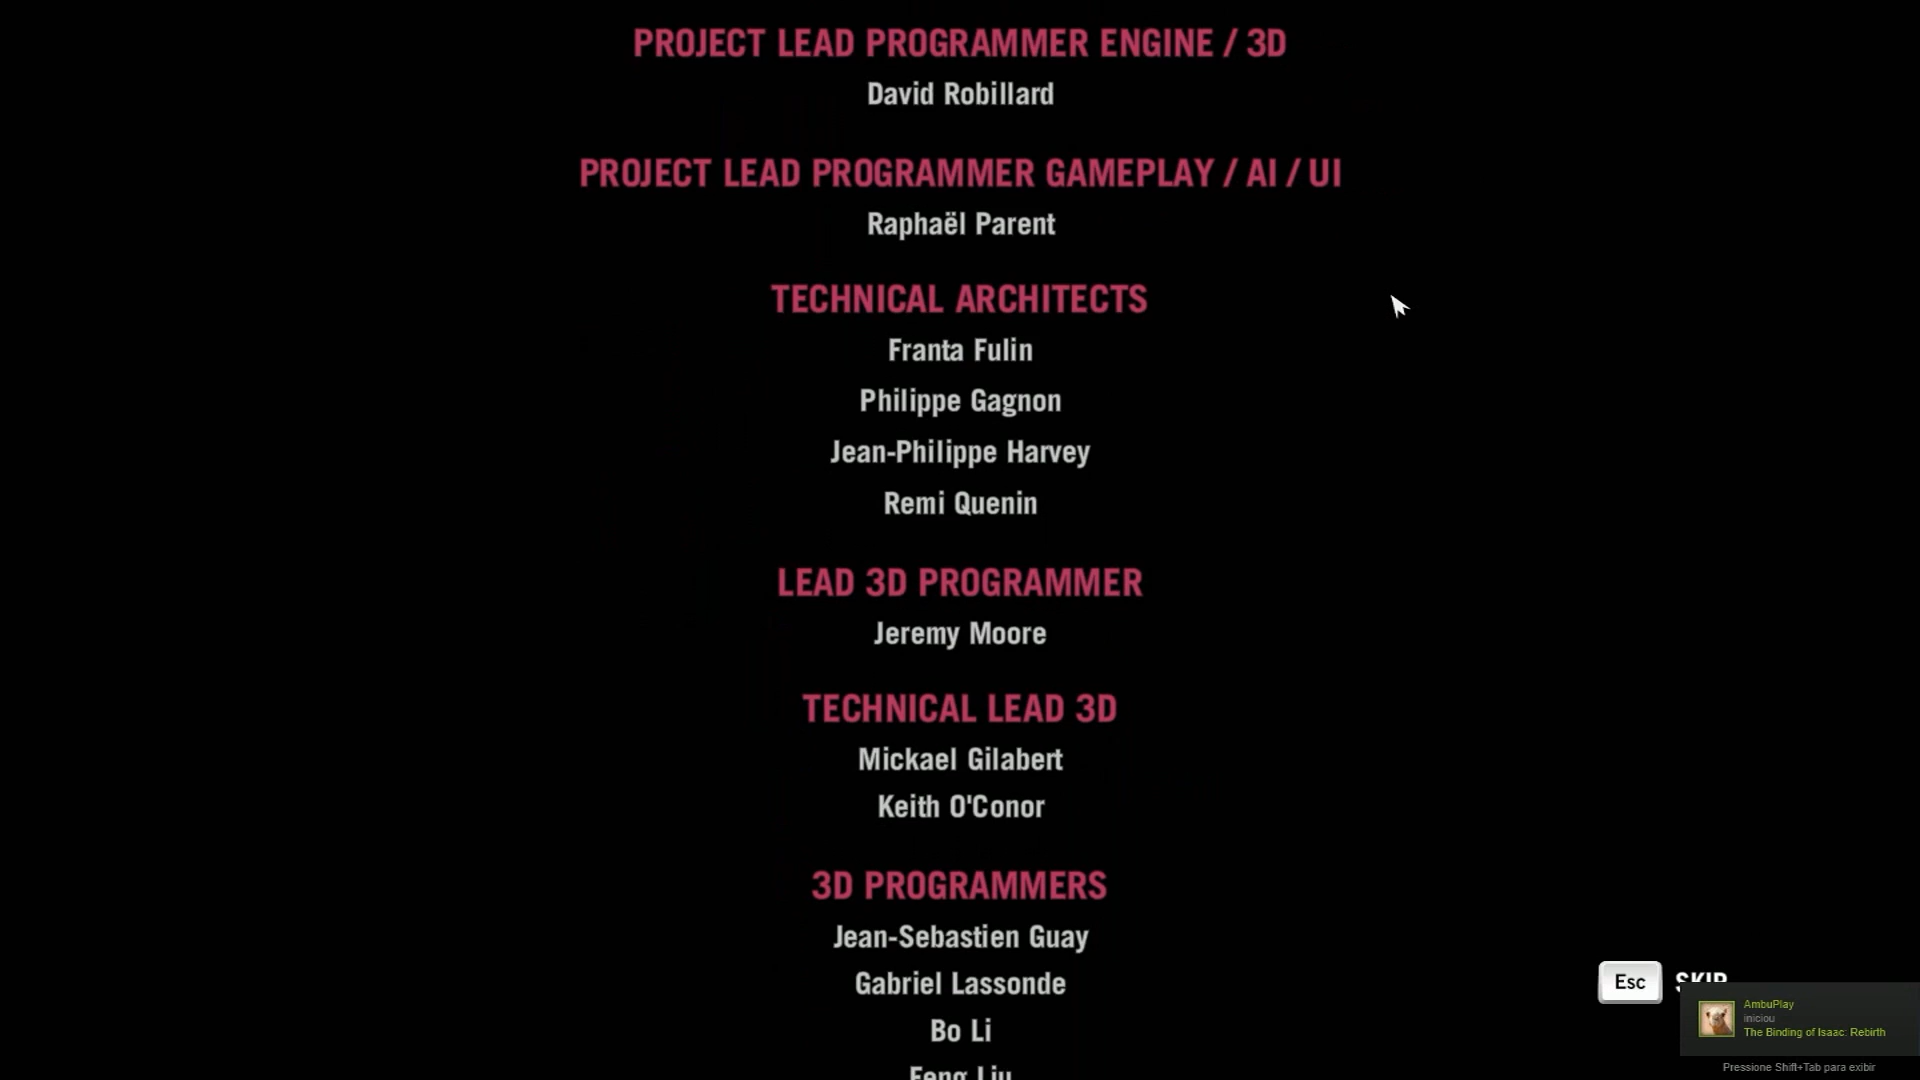 PROJECT LEAD PROGRAMMER ENGINE / 3D
David Robillard
PROJECT LEAD PROGRAMMER GAMEPLAY / AI / UI
Raphaël Parent
TECHNICAL ARCHITECTS
Franta Fulin
Philippe Gagnon
Jean-Philippe Harvey
Remi Quenin
LEAD 3D PROGRAMMER
Jeremy Moore
TECHNICAL LEAD 3D
Mickael Gilabert
Keith O'Conor
3D PROGRAMMERS
Jean-Sebastien Guay
Gabriel Lassonde
Bo Li
Feng Liu
Esc SKIP
AmbuPlay
iniciou
The Binding of Isaac: Rebirth
Pressione Shift+Tab para exibir